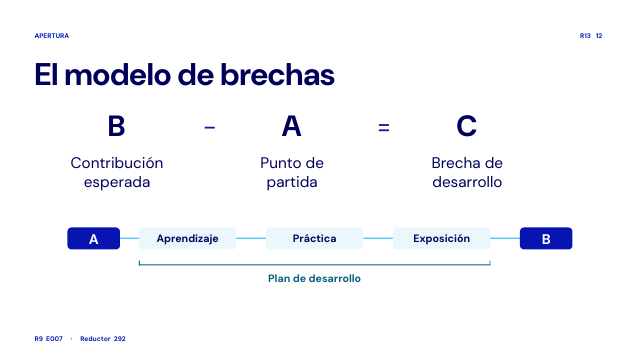 APERTURA
R13 12
El modelo de brechas
B - A = C
Contribución
esperada
Punto de
partida
Brecha de
desarrollo
A Aprendizaje Práctica Exposición B
Plan de desarrollo
R9 E007 · Reductor 292